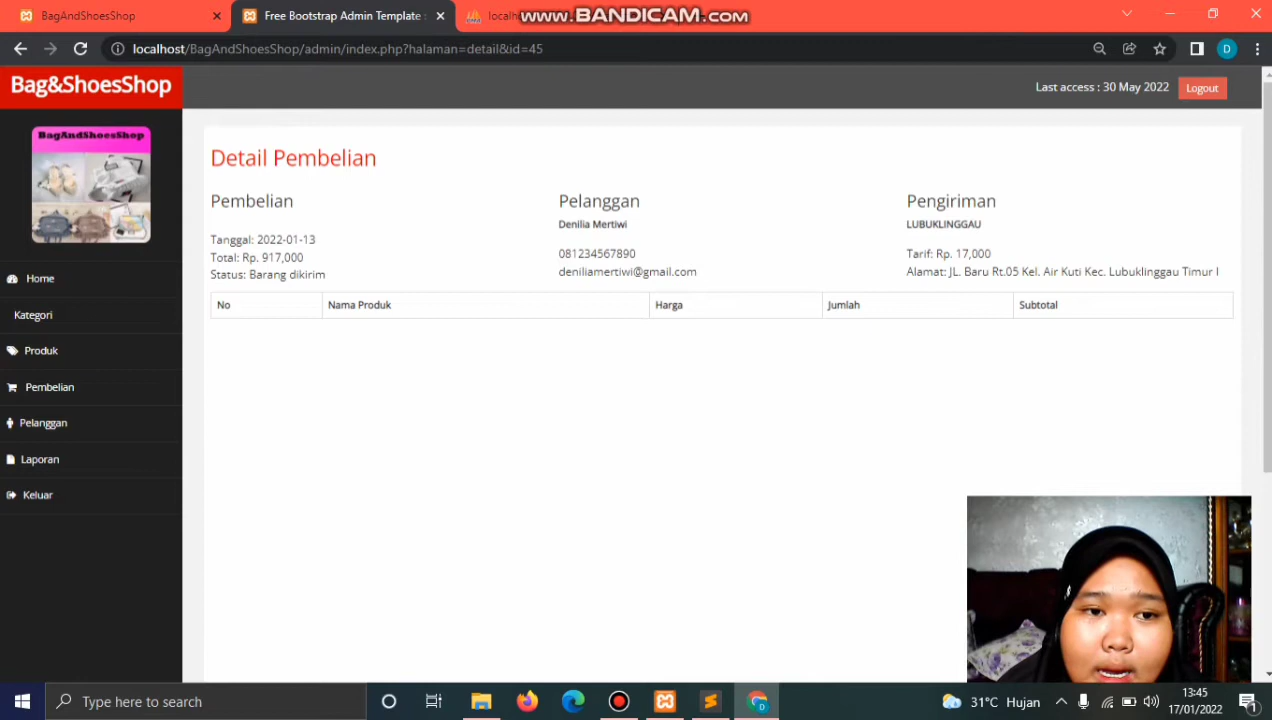 BagAndShoesShop
Free Bootstrap Admin Template
localh
www.BANDICAM.com
localhost/BagAndShoesShop/admin/index.php?halaman=detail&id=45
D
Bag&ShoesShop
Last access : 30 May 2022
Logout
BagAndShoesShop
Home
Kategori
Produk
Pembelian
Pelanggan
Laporan
Keluar
Detail Pembelian
Pembelian
Tanggal: 2022-01-13
Total: Rp. 917,000
Status: Barang dikirim
Pelanggan
Denilia Mertiwi
081234567890
deniliamertiwi@gmail.com
Pengiriman
LUBUKLINGGAU
Tarif: Rp. 17,000
Alamat: JL. Baru Rt.05 Kel. Air Kuti Kec. Lubuklinggau Timur I
No Nama Produk Harga Jumlah Subtotal
Type here to search
31°C Hujan
13:45
17/01/2022